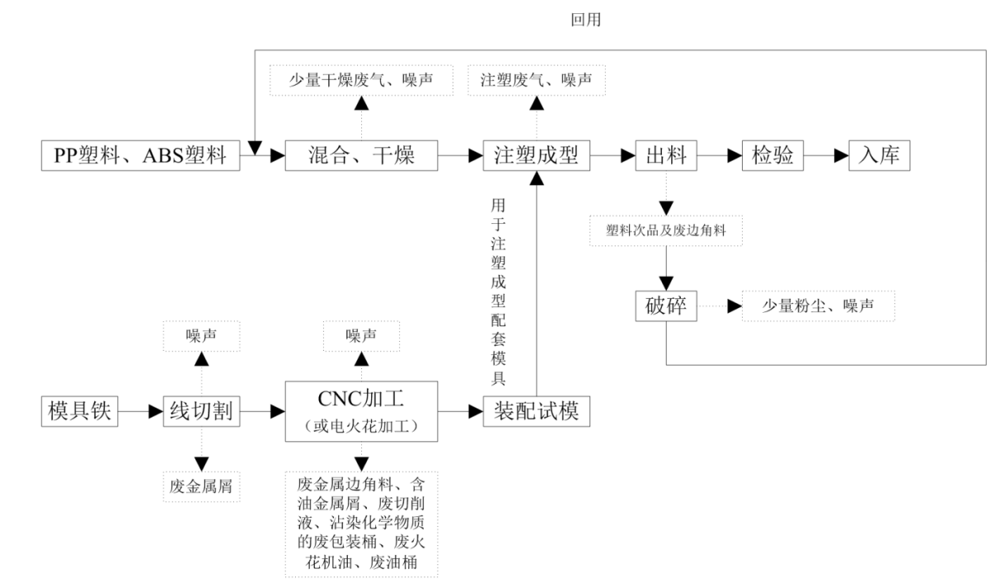 回用
少量干燥废气、噪声
注塑废气、噪声
PP塑料、ABS塑料
混合、干燥
注塑成型
出料
检验
入库
用于注塑成型配套模具
塑料次品及废边角料
破碎
少量粉尘、噪声
噪声
噪声
模具铁
线切割
CNC加工
（或电火花加工）
装配试模
废金属屑
废金属边角料、含
油金属屑、废切削
液、沾染化学物质
的废包装桶、废火
花机油、废油桶